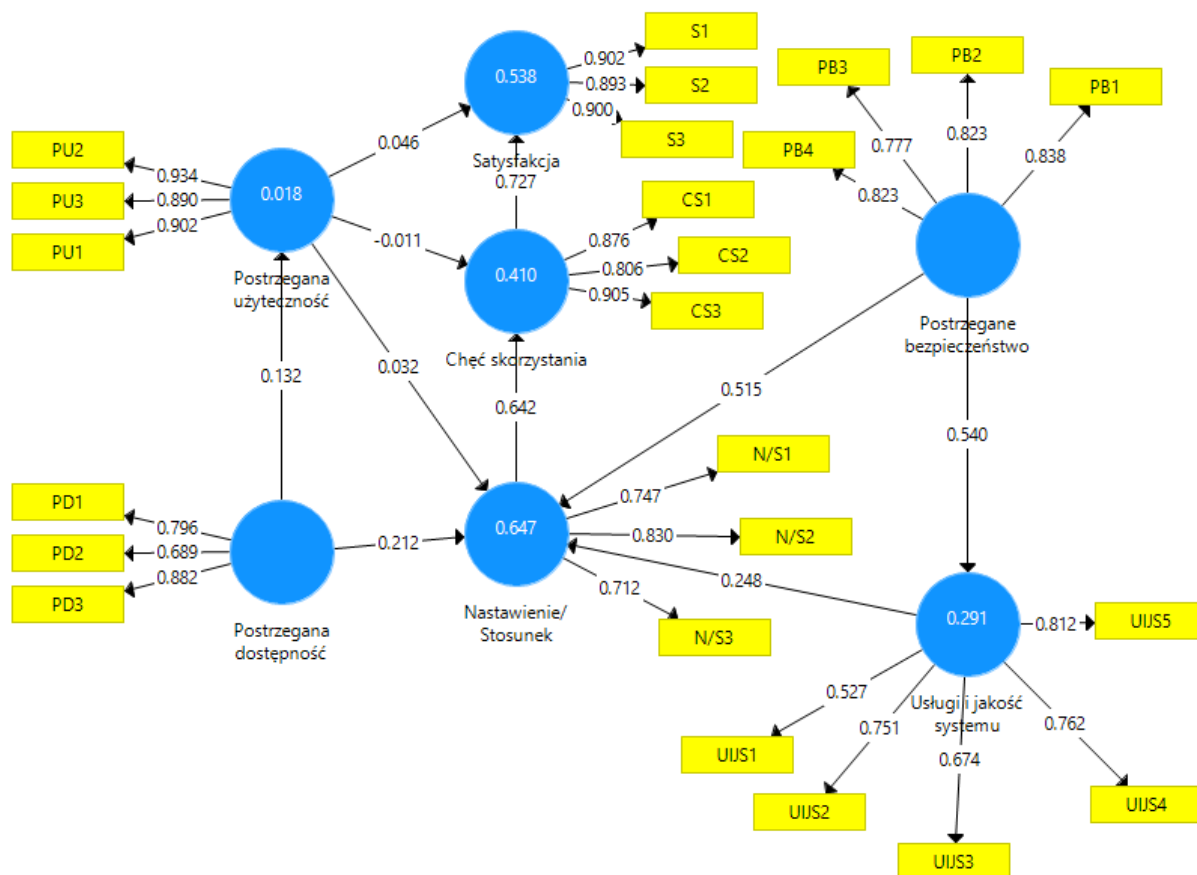 S1
0.902
0.538
0.893
S2
0.900
S3
Satysfakcja
PB3
PB2
PB1
0.777
0.823
0.838
PB4
0.823
PU2
0.934
PU3
0.890
PU1
0.902
0.018
Postrzegana
użyteczność
0.046
0.727
-0.011
CS1
0.876
0.410
0.806
CS2
0.905
CS3
Chęć skorzystania
Postrzegane
bezpieczeństwo
0.132
0.032
0.642
0.515
0.540
PD1
0.796
PD2
0.689
PD3
0.882
Postrzegana
dostępność
0.212
0.647
Nastawienie/
Stosunek
N/S1
0.747
0.830
N/S2
0.712
N/S3
0.248
0.291
Usługi i jakość
systemu
0.812
UIJS5
0.527
UIJS1
0.751
UIJS2
0.674
UIJS3
0.762
UIJS4